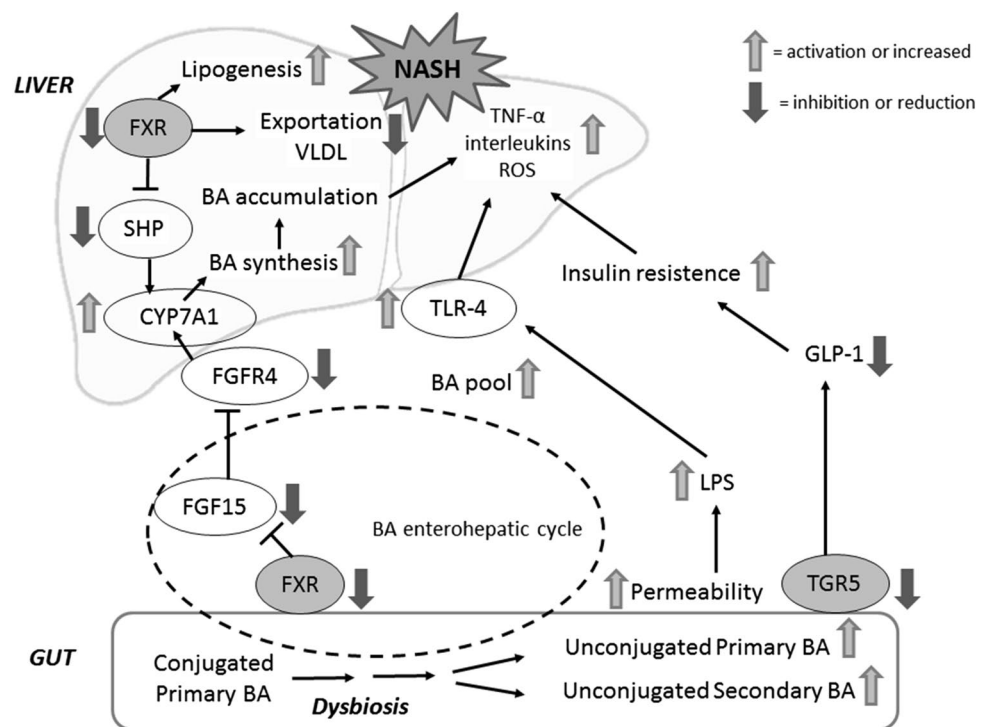 = activation or increased
= inhibition or reduction
LIVER
NASH
Lipogenesis
FXR
Exportation
VLDL
TNF-α
interleukins
ROS
BA accumulation
SHP
BA synthesis
Insulin resistence
CYP7A1
TLR-4
FGFR4
BA pool
GLP-1
LPS
FGF15
BA enterohepatic cycle
FXR
Permeability
TGR5
GUT
Conjugated
Primary BA
Dysbiosis
Unconjugated Primary BA
Unconjugated Secondary BA